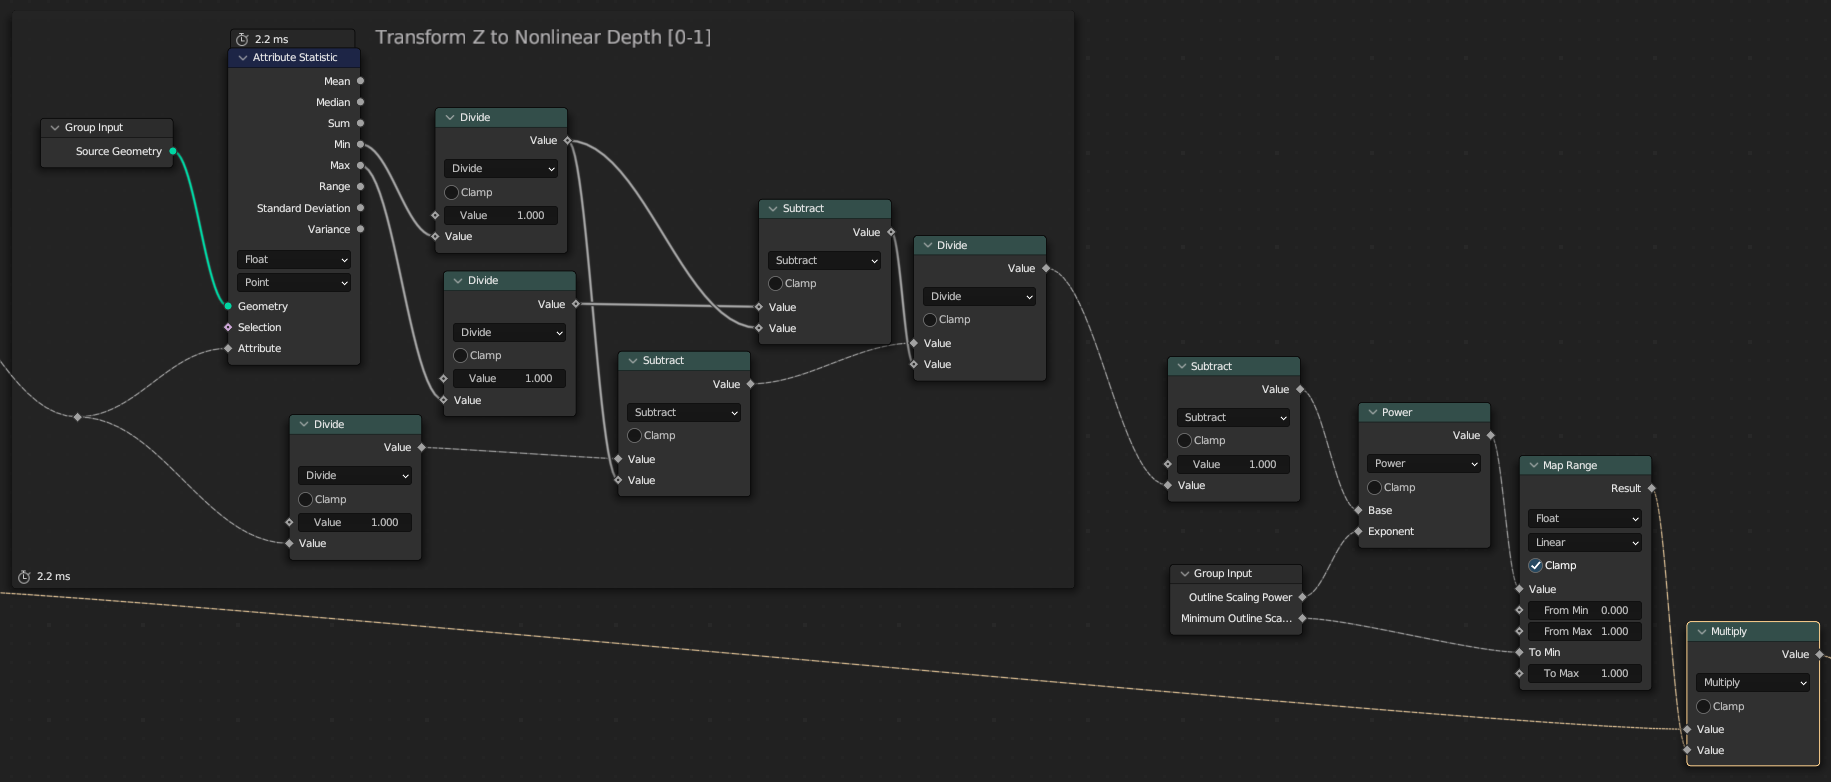 Transform Z to Nonlinear Depth [0-1]
2.2 ms
Attribute Statistic
Mean
Median
Sum
Min
Max
Range
Standard Deviation
Variance
Float
Point
Geometry
Selection
Attribute
Group Input
Source Geometry
Divide
Value
Divide
Clamp
Value 1.000
Value
Divide
Value
Divide
Clamp
Value 1.000
Value
Divide
Value
Divide
Clamp
Value 1.000
Value
Subtract
Value
Subtract
Clamp
Value
Value
Subtract
Value
Subtract
Clamp
Value
Value
Divide
Value
Divide
Clamp
Value
Value
2.2 ms
Subtract
Value
Subtract
Clamp
Value 1.000
Value
Group Input
Outline Scaling Power
Minimum Outline Sca...
Power
Value
Power
Clamp
Base
Exponent
Map Range
Result
Float
Linear
Clamp
Value
From Min 0.000
From Max 1.000
To Min
To Max 1.000
Multiply
Value
Multiply
Clamp
Value
Value